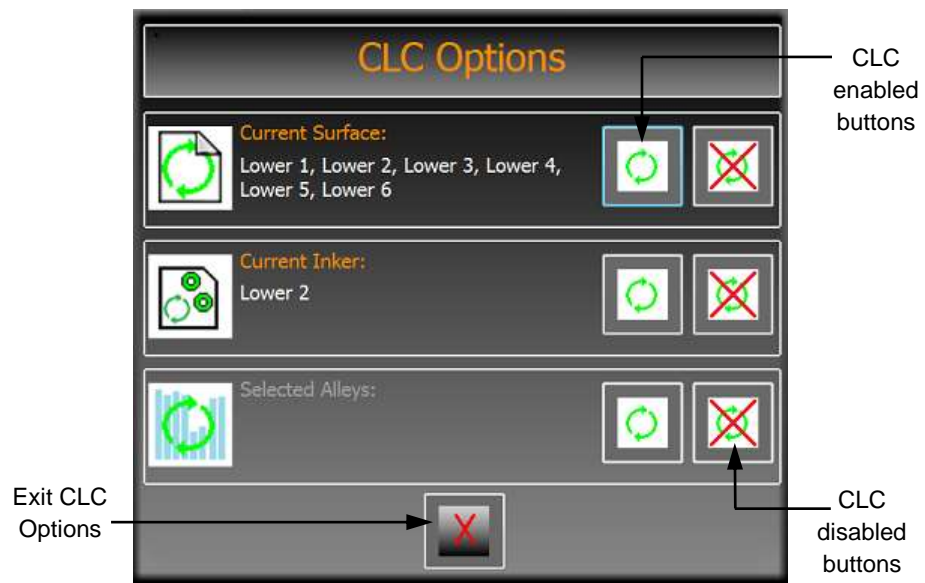 CLC Options
CLC
enabled
buttons
Current Surface:
Lower 1, Lower 2, Lower 3, Lower 4,
Lower 5, Lower 6
Current Inker:
Lower 2
Selected Alleys:
Exit CLC
Options
X
CLC
disabled
buttons